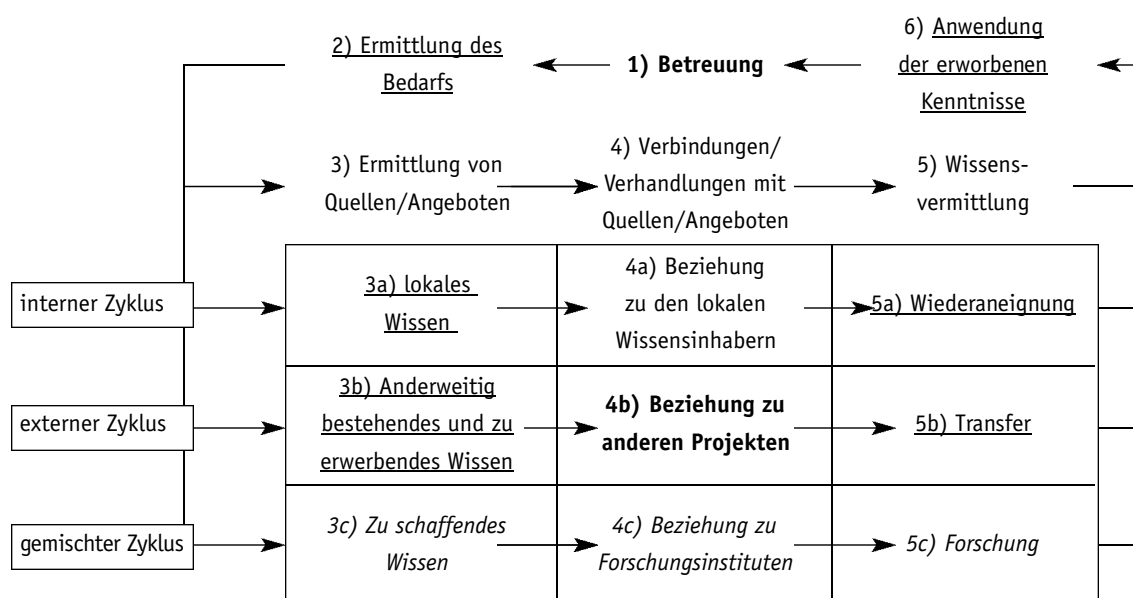 2) Ermittlung des
Bedarfs
1) Betreuung
6) Anwendung
der erworbenen
Kenntnisse
3) Ermittlung von
Quellen/Angeboten
4) Verbindungen/
Verhandlungen mit
Quellen/Angeboten
5) Wissens-
vermittlung
interner Zyklus
3a) lokales
Wissen
4a) Beziehung
zu den lokalen
Wissensinhabern
5a) Wiederaneignung
externer Zyklus
3b) Anderweitig
bestehendes und zu
erwerbendes Wissen
4b) Beziehung zu
anderen Projekten
5b) Transfer
gemischter Zyklus
3c) Zu schaffendes
Wissen
4c) Beziehung zu
Forschungsinstituten
5c) Forschung